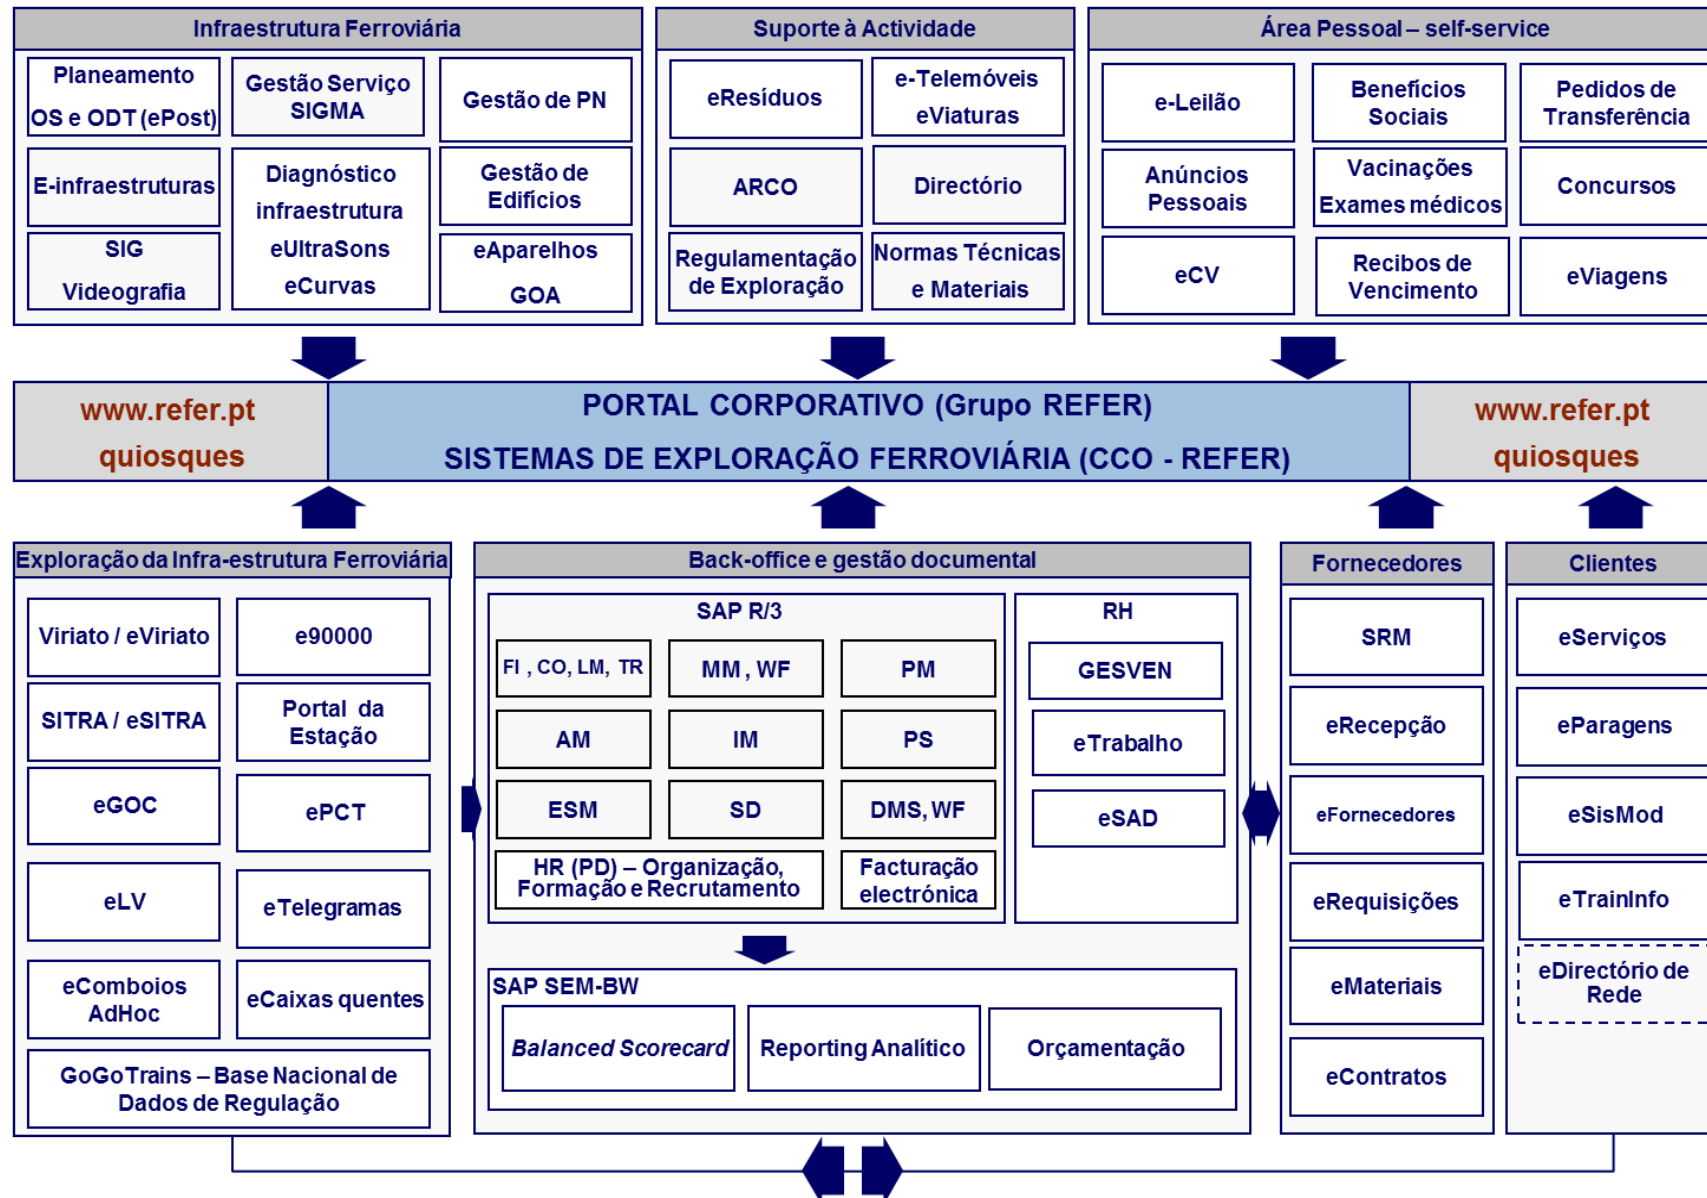 Infraestrutura Ferroviária
Planeamento
OS e ODT (ePost)
Gestão Serviço
SIGMA
Gestão de PN
E-infraestruturas
Diagnóstico
infraestrutura
eUltraSons
eCurvas
Gestão de
Edifícios
SIG
Videografia
eAparelhos
GOA
Suporte à Actividade
eResíduos
e-Telemóveis
eViaturas
ARCO
Directório
Regulamentação
de Exploração
Normas Técnicas
e Materiais
Área Pessoal – self-service
e-Leilão
Benefícios
Sociais
Pedidos de
Transferência
Anúncios
Pessoais
Vacinações
Exames médicos
Concursos
eCV
Recibos de
Vencimento
eViagens
www.refer.pt
quiosques
PORTAL CORPORATIVO (Grupo REFER)
SISTEMAS DE EXPLORAÇÃO FERROVIÁRIA (CCO - REFER)
www.refer.pt
quiosques
Exploração da Infra-estrutura Ferroviária
Viriato / eViriato
e90000
SITRA / eSITRA
Portal da
Estação
eGOC
ePCT
eLV
eTelegramas
eComboios
AdHoc
eCaixas quentes
GoGoTrains – Base Nacional de
Dados de Regulação
Back-office e gestão documental
SAP R/3
FI , CO, LM, TR
MM , WF
PM
AM
IM
PS
ESM
SD
DMS, WF
HR (PD) – Organização,
Formação e Recrutamento
Facturação
electrónica
RH
GESVEN
eTrabalho
eSAD
SAP SEM-BW
Balanced Scorecard
Reporting Analítico
Orçamentação
Fornecedores
SRM
eRecepção
eFornecedores
eRequisições
eMateriais
eContratos
Clientes
eServiços
eParagens
eSisMod
eTrainInfo
eDirectório de
Rede